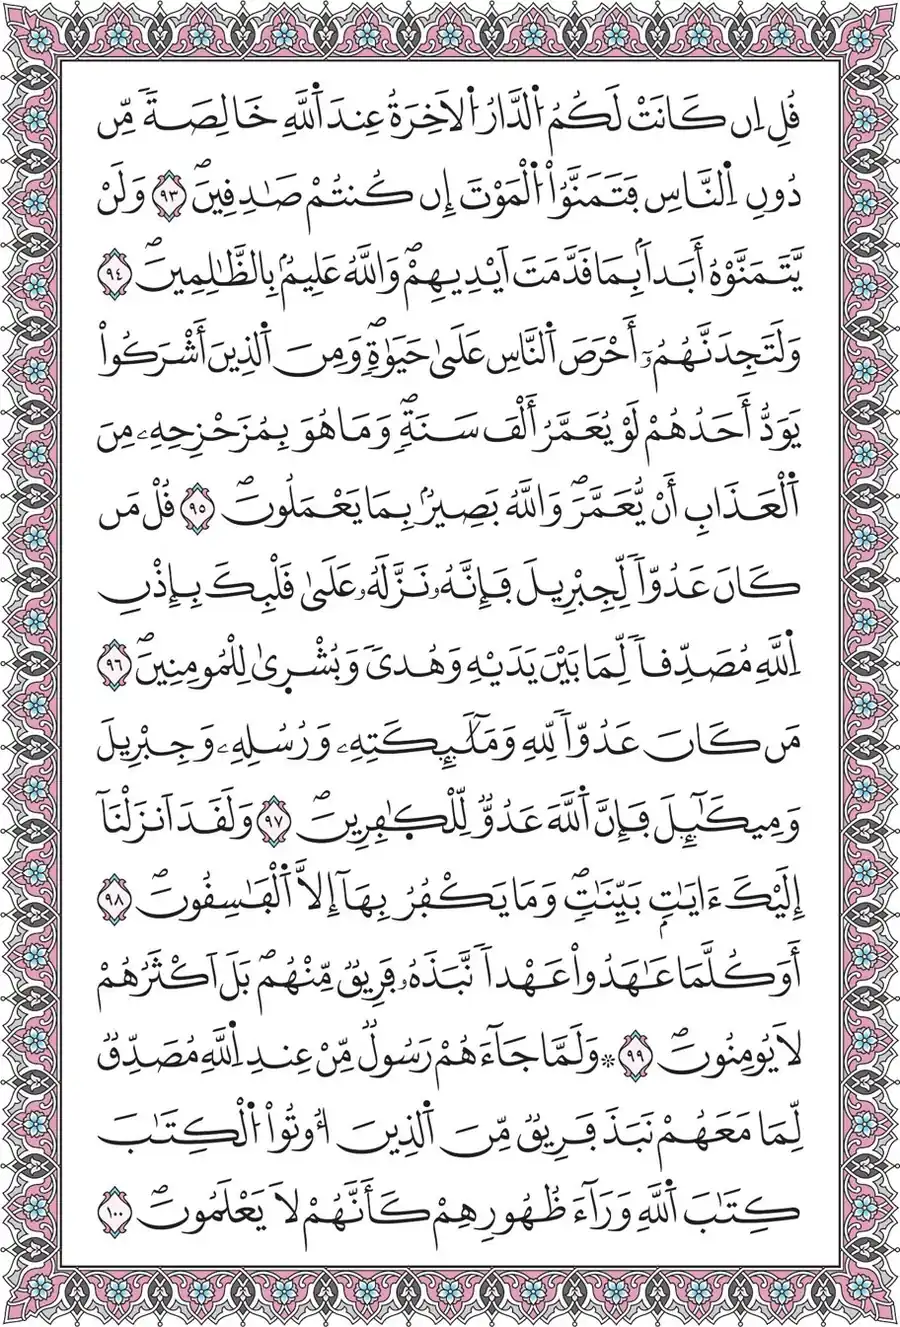 قُلِ اِن كَانَتْ لَكُمُ اُ۬لدَّارُ اُ۬لَاخِرَةُ عِندَ اَ۬للَّهِ خَالِصَةٗ مِّن
دُونِ اِ۬لنَّاسِ فَتَمَنَّوُاْ اُ۬لْمَوْتَ إِن كُنتُمْ صَٰدِقِينَۖ ٩٣ وَلَنْ
يَّتَمَنَّوْهُ أَبَداَۢ بِمَا قَدَّمَتَ اَيْدِيهِمْۖ وَاللَّهُ عَلِيمُۢ بِالظَّٰلِمِينَۖ ٩٤
وَلَتَجِدَنَّهُمُۥٓ أَحْرَصَ اَ۬لنَّاسِ عَلَىٰ حَيَوٰةٖۖ وَمِنَ اَ۬لذِينَ أَشْرَكُواْ
يَوَدُّ أَحَدُهُمْ لَوْ يُعَمَّرُ أَلْفَ سَنَةٖۖ وَمَا هُوَ بِمُزَحْزِحِهِۦ مِنَ
اَ۬لْعَذَابِ أَنْ يُّعَمَّرَۖ وَاللَّهُ بَصِيرُۢ بِمَا يَعْمَلُونَۖ ٩٥ قُلْ مَن
كَانَ عَدُوّاٗ لِّجِبْرِيلَ فَإِنَّهُۥ نَزَّلَهُۥ عَلَىٰ قَلْبِكَ بِإِذْنِ
اِ۬للَّهِ مُصَدِّقاٗ لِّمَا بَيْنَ يَدَيْهِ وَهُدىٗ وَبُشْر۪ىٰ لِلْمُومِنِينَۖ ٩٦
مَن كَانَ عَدُوّاٗ لِّلهِ وَمَلَٰٓئِكَتِهِۦ وَرُسُلِهِۦ وَجِبْرِيلَ
وَمِيكَٰٓئِلَ فَإِنَّ اَ۬للَّهَ عَدُوّٞ لِّلْكٰ۪فِرِينَۖ ٩٧ وَلَقَدَ اَنزَلْنَآ
إِلَيْكَ ءَايَٰتِۢ بَيِّنَٰتٖۖ وَمَا يَكْفُرُ بِهَآ إِلَّا اَ۬لْفَٰسِقُونَۖ ٩٨
أَوَكُلَّمَا عَٰهَدُواْ عَهْداٗ نَّبَذَهُۥ فَرِيقٞ مِّنْهُمۖ بَلَ اَكْثَرُهُمْ
لَا يُومِنُونَۖ ٩٩ ۞ وَلَمَّا جَآءَهُمْ رَسُولٞ مِّنْ عِندِ اِ۬للَّهِ مُصَدِّقٞ
لِّمَا مَعَهُمْ نَبَذَ فَرِيقٞ مِّنَ اَ۬لذِينَ أُوتُواْ اُ۬لْكِتَٰبَ
كِتَٰبَ اَ۬للَّهِ وَرَآءَ ظُهُورِهِمْ كَأَنَّهُمْ لَا يَعْلَمُونَۖ ١٠٠